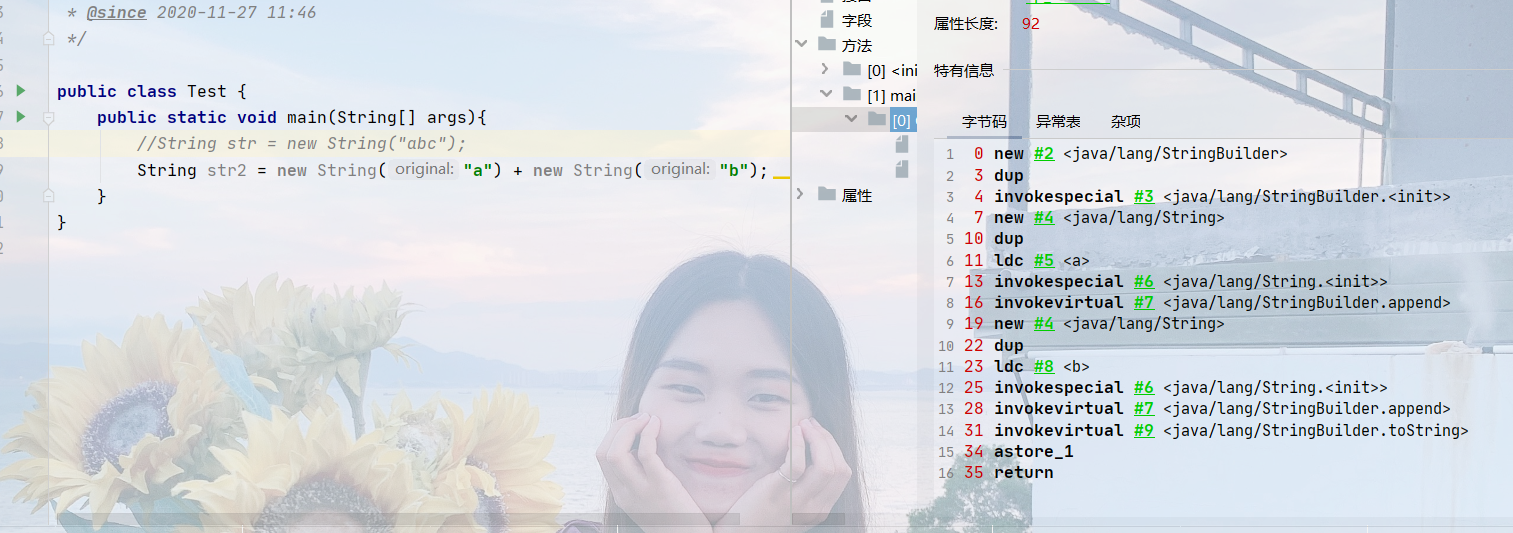 * @since 2020-11-27 11:46
*/
public class Test {
public static void main(String[] args){
//String str = new String("abc");
String str2 = new String( original: "a") + new String( original: "b");
}
}
字段
方法
[0] <ini
[1] mai
[0]
属性
属性长度: 92
特有信息
字节码 异常表 杂项
1 0 new #2 <java/lang/StringBuilder>
2 3 dup
3 4 invokespecial #3 <java/lang/StringBuilder.<init>>
4 7 new #4 <java/lang/String>
5 10 dup
6 11 ldc #5 <a>
7 13 invokespecial #6 <java/lang/String.<init>>
8 16 invokevirtual #7 <java/lang/StringBuilder.append>
9 19 new #4 <java/lang/String>
10 22 dup
11 23 ldc #8 <b>
12 25 invokespecial #6 <java/lang/String.<init>>
13 28 invokevirtual #7 <java/lang/StringBuilder.append>
14 31 invokevirtual #9 <java/lang/StringBuilder.toString>
15 34 astore_1
16 35 return